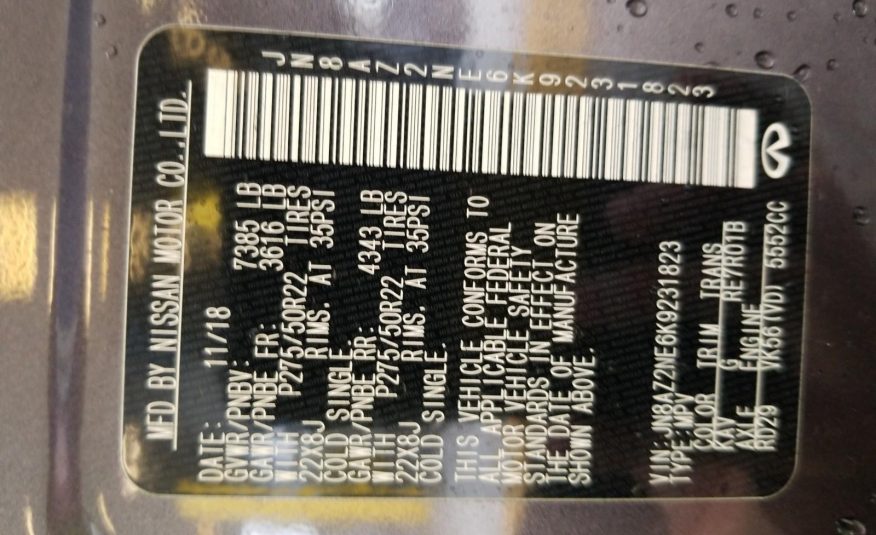 MFD BY NISSAN MOTOR CO.,LTD.
DATE: 11/18
GVWR/PNBV: 7385 LB
GAWR/PNBE FR: 3616 LB
WITH P275/50R22 TIRES
22X8J RIMS. AT 35PSI
COLD SINGLE.
GAWR/PNBE RR: 4343 LB
WITH P275/50R22 TIRES
22X8J RIMS. AT 35PSI
COLD SINGLE.
THIS VEHICLE CONFORMS TO
ALL APPLICABLE FEDERAL
MOTOR VEHICLE SAFETY
STANDARDS IN EFFECT ON
THE DATE OF MANUFACTURE
SHOWN ABOVE.
VIN: JN8AZ2NE6K9231823
TYPE: MPV
COLOR TRIM TRANS
KAV G RE7R01B
AXLE ENGINE
RD29 VK56(VD) 5552CC
JN8AZ2NE6K9231823